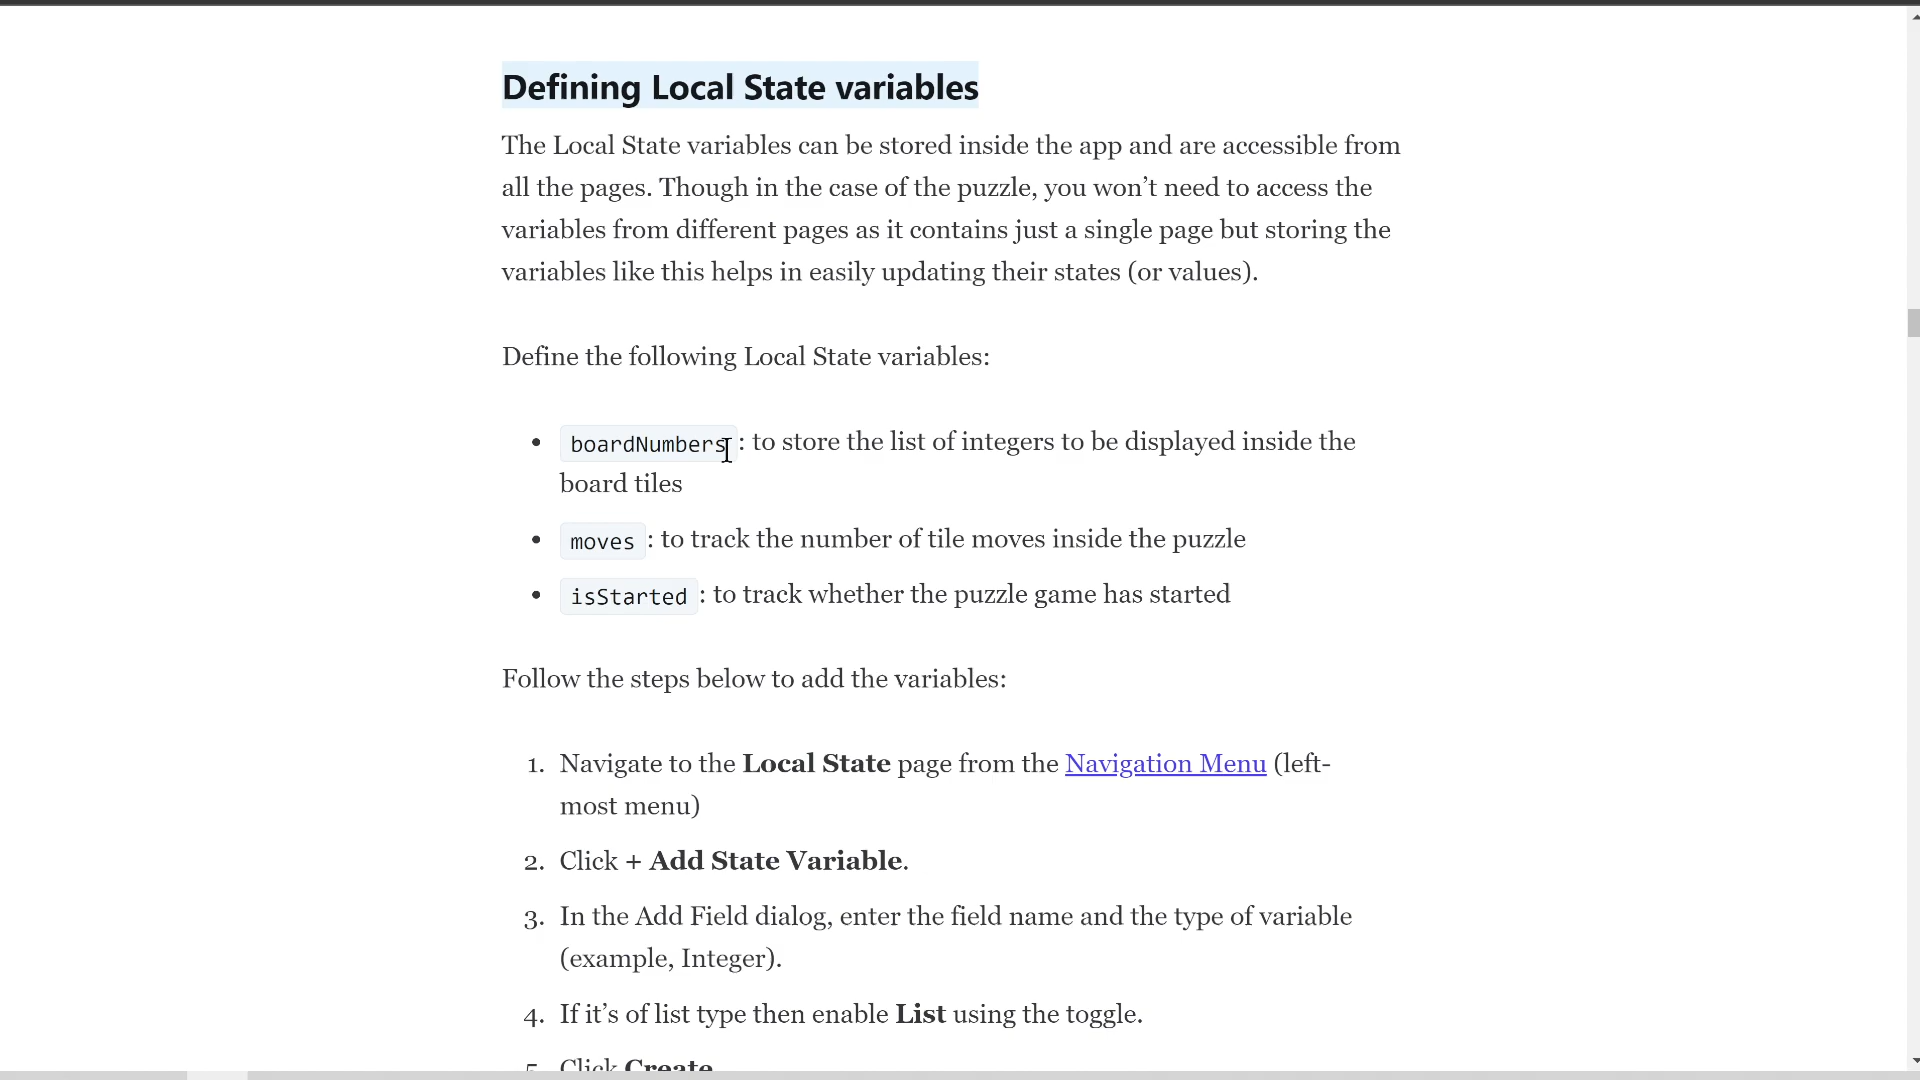 Defining Local State variables
The Local State variables can be stored inside the app and are accessible from
all the pages. Though in the case of the puzzle, you won’t need to access the
variables from different pages as it contains just a single page but storing the
variables like this helps in easily updating their states (or values).
Define the following Local State variables:
• boardNumbers : to store the list of integers to be displayed inside the
board tiles
• moves : to track the number of tile moves inside the puzzle
• isStarted : to track whether the puzzle game has started
Follow the steps below to add the variables:
1. Navigate to the Local State page from the Navigation Menu (left-
most menu)
2. Click + Add State Variable.
3. In the Add Field dialog, enter the field name and the type of variable
(example, Integer).
4. If it’s of list type then enable List using the toggle.
5. Click Create